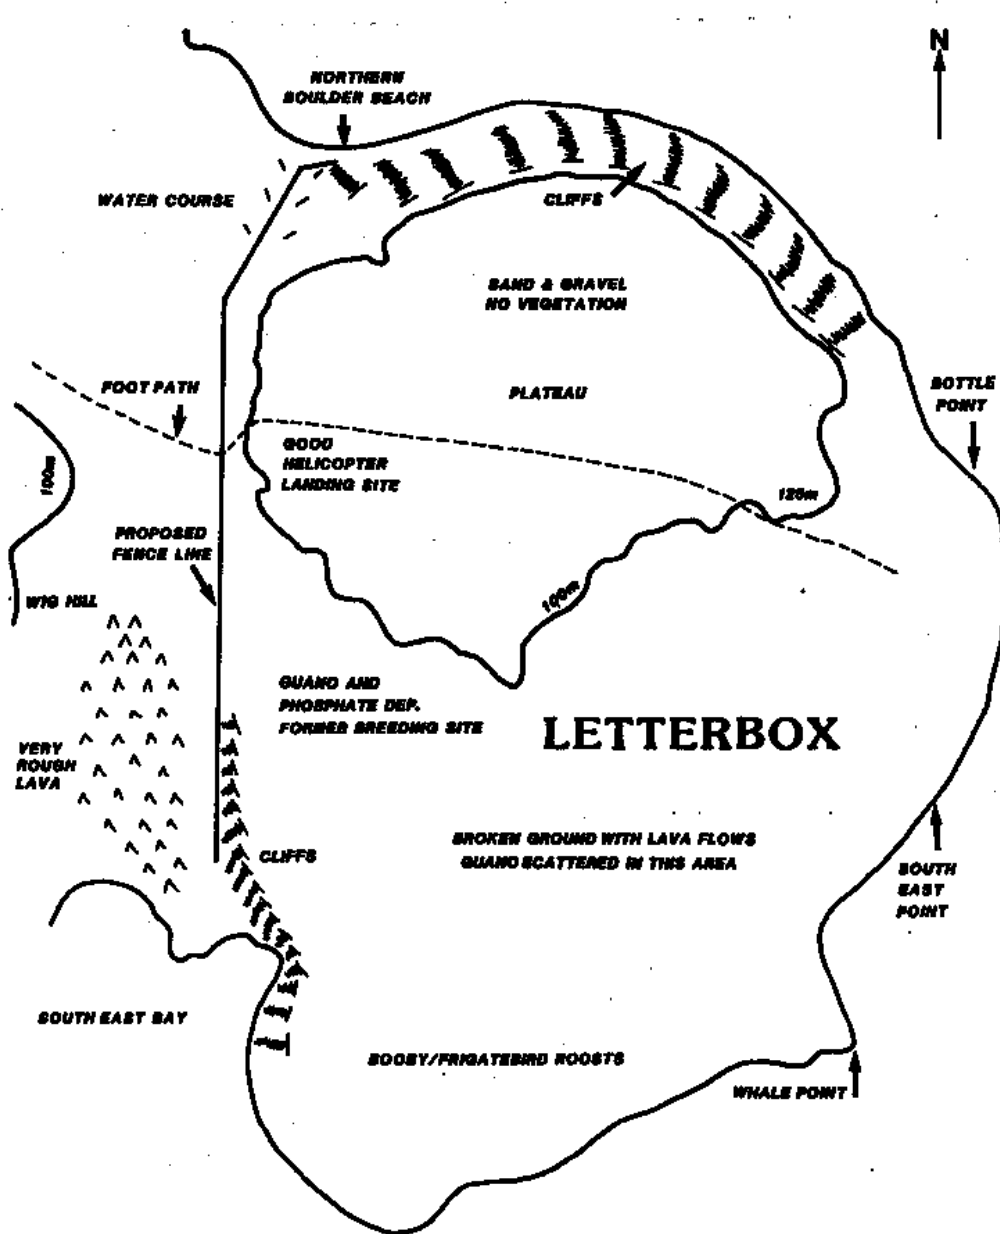 N
NORTHERN
BOULDER BEACH
WATER COURSE
CLIFFS
SAND & GRAVEL
NO VEGETATION
FOOT PATH
PLATEAU
BOTTLE
POINT
GOOD
HELICOPTER
LANDING SITE
100m
125m
PROPOSED
FENCE LINE
100m
WIG HILL
GUANO AND
PHOSPHATE DEP.
FORMER BREEDING SITE
LETTERBOX
VERY
ROUGH
LAVA
BROKEN GROUND WITH LAVA FLOWS
GUANO SCATTERED IN THIS AREA
CLIFFS
SOUTH
EAST
POINT
SOUTH EAST BAY
BOOBY/FRIGATEBIRD ROOSTS
WHALE POINT